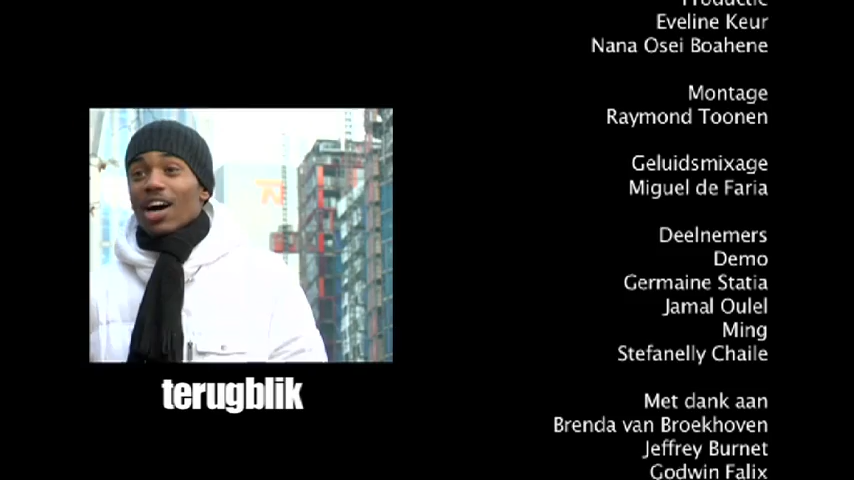 Productie
Eveline Keur
Nana Osei Boahene
Montage
Raymond Toonen
Geluidsmixage
Miguel de Faria
Deelnemers
Demo
Germaine Statia
Jamal Oulel
Ming
Stefanelly Chaile
Met dank aan
Brenda van Broekhoven
Jeffrey Burnet
Godwin Falix
terugblik